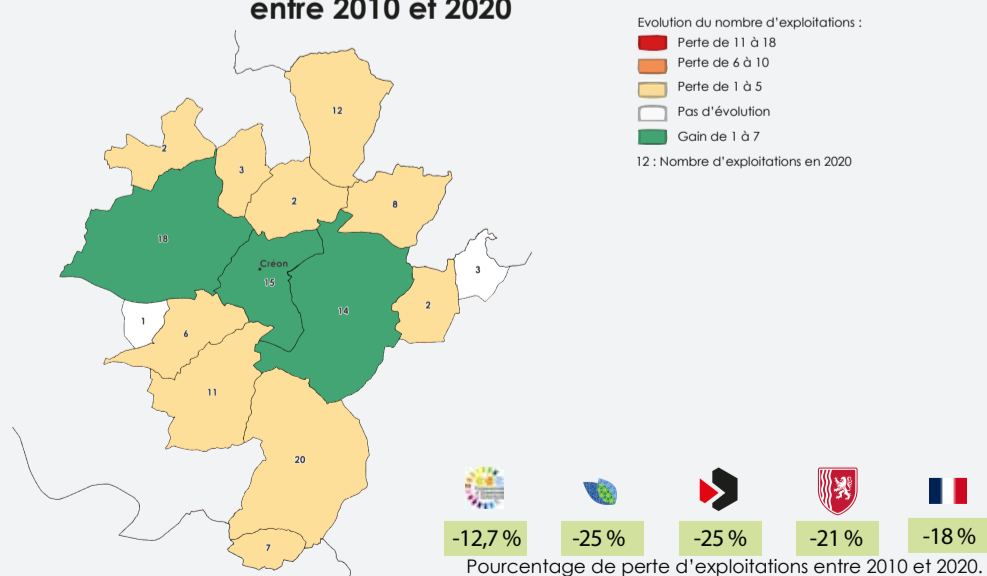 entre 2010 et 2020
Evolution du nombre d'exploitations :
Perte de 11 à 18
Perte de 6 à 10
Perte de 1 à 5
Pas d'évolution
Gain de 1 à 7
12 : Nombre d'exploitations en 2020
12
2
3
2
8
18
Créon
15
3
14
2
1
6
11
20
7
-12,7 %
-25 %
-25 %
-21 %
-18 %
Pourcentage de perte d'exploitations entre 2010 et 2020.